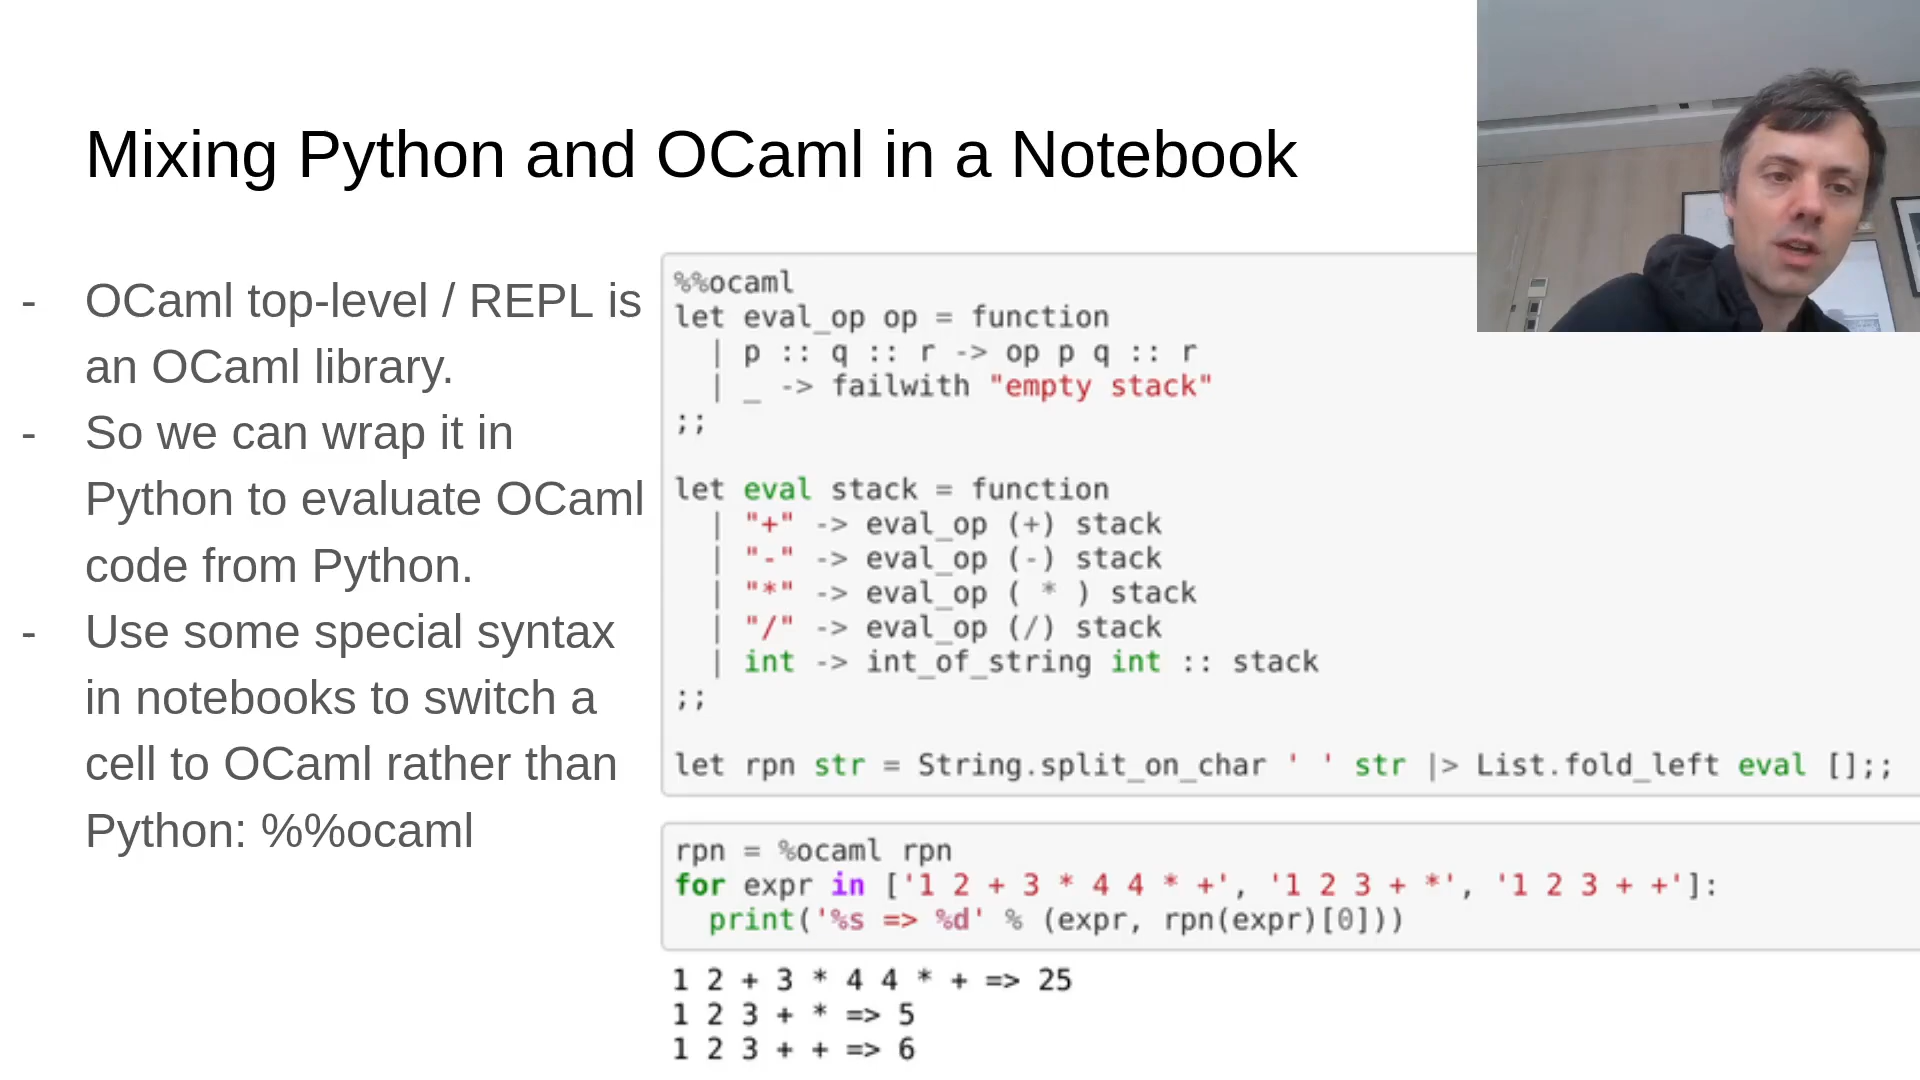 Mixing Python and OCaml in a Notebook
- OCaml top-level / REPL is
an OCaml library.
- So we can wrap it in
Python to evaluate OCaml
code from Python.
- Use some special syntax
in notebooks to switch a
cell to OCaml rather than
Python: %%ocaml
%%ocaml
let eval_op op = function
  | p :: q :: r -> op p q :: r
  | _ -> failwith "empty stack"
;;
let eval stack = function
  | "+" -> eval_op (+) stack
  | "-" -> eval_op (-) stack
  | "*" -> eval_op ( * ) stack
  | "/" -> eval_op (/) stack
  | int -> int_of_string int :: stack
;;
let rpn str = String.split_on_char ' ' str |> List.fold_left eval [];;
rpn = %ocaml rpn
for expr in ['1 2 + 3 * 4 4 * +', '1 2 3 + *', '1 2 3 + +']:
  print('%s => %d' % (expr, rpn(expr)[0]))
1 2 + 3 * 4 4 * + => 25
1 2 3 + * => 5
1 2 3 + + => 6